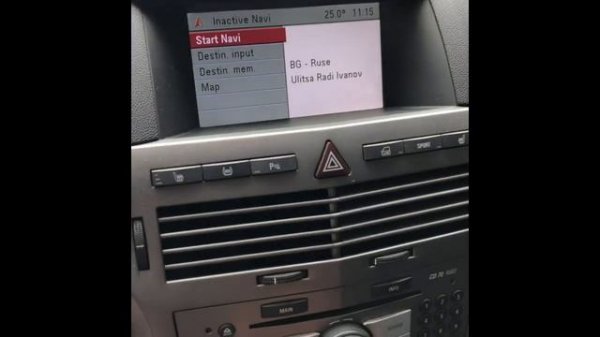 Inactive Navi 25.0° 11:15
Start Navi
Destin. input
Destin. mem.
Map
BG - Ruse
Ulitsa Radi Ivanov
P
SPORT
MAIN
INFO